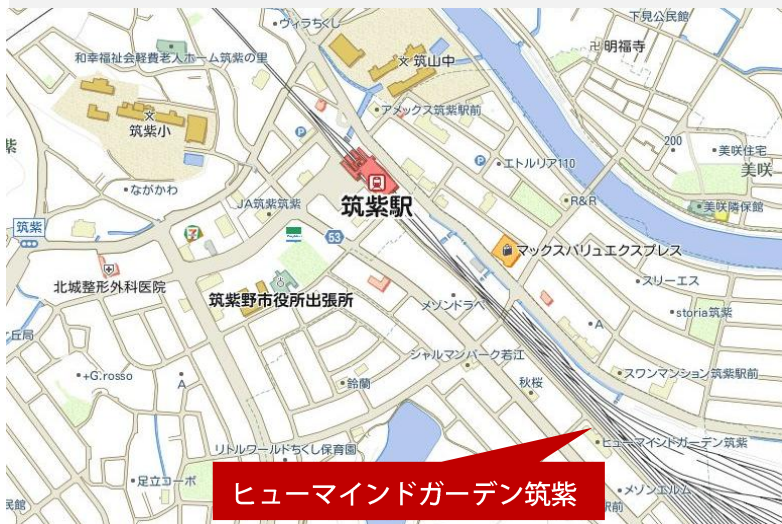 下見公園
ヴィラちくし
卍明福寺
和幸福祉会軽費老人ホーム筑紫の里
筑山中
アメックス筑紫駅前
筑紫小
200
美咲住宅
美咲
エトルリア110
紫
ながかわ
R&R
美咲隣保館
JA筑紫筑紫
筑紫駅
筑紫
7
53
マックスバリュエクスプレス
北城整形外科医院
スリーエス
筑紫野市役所出張所
メゾンドラペ
storia筑紫
A
丘局
シャルマンパーク若江
+G.rosso
A
鈴蘭
秋桜
スワンマンション筑紫駅前
リトルワールドちくし保育園
ヒューマインドガーデン筑紫
足立コーポ
ヒューマインドガーデン筑紫
メゾンエルム
民館
駅前